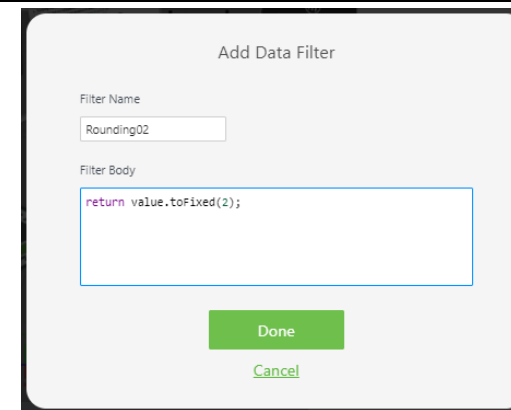 Add Data Filter
Filter Name
Rounding02
Filter Body
return value.toFixed(2);
Done
Cancel